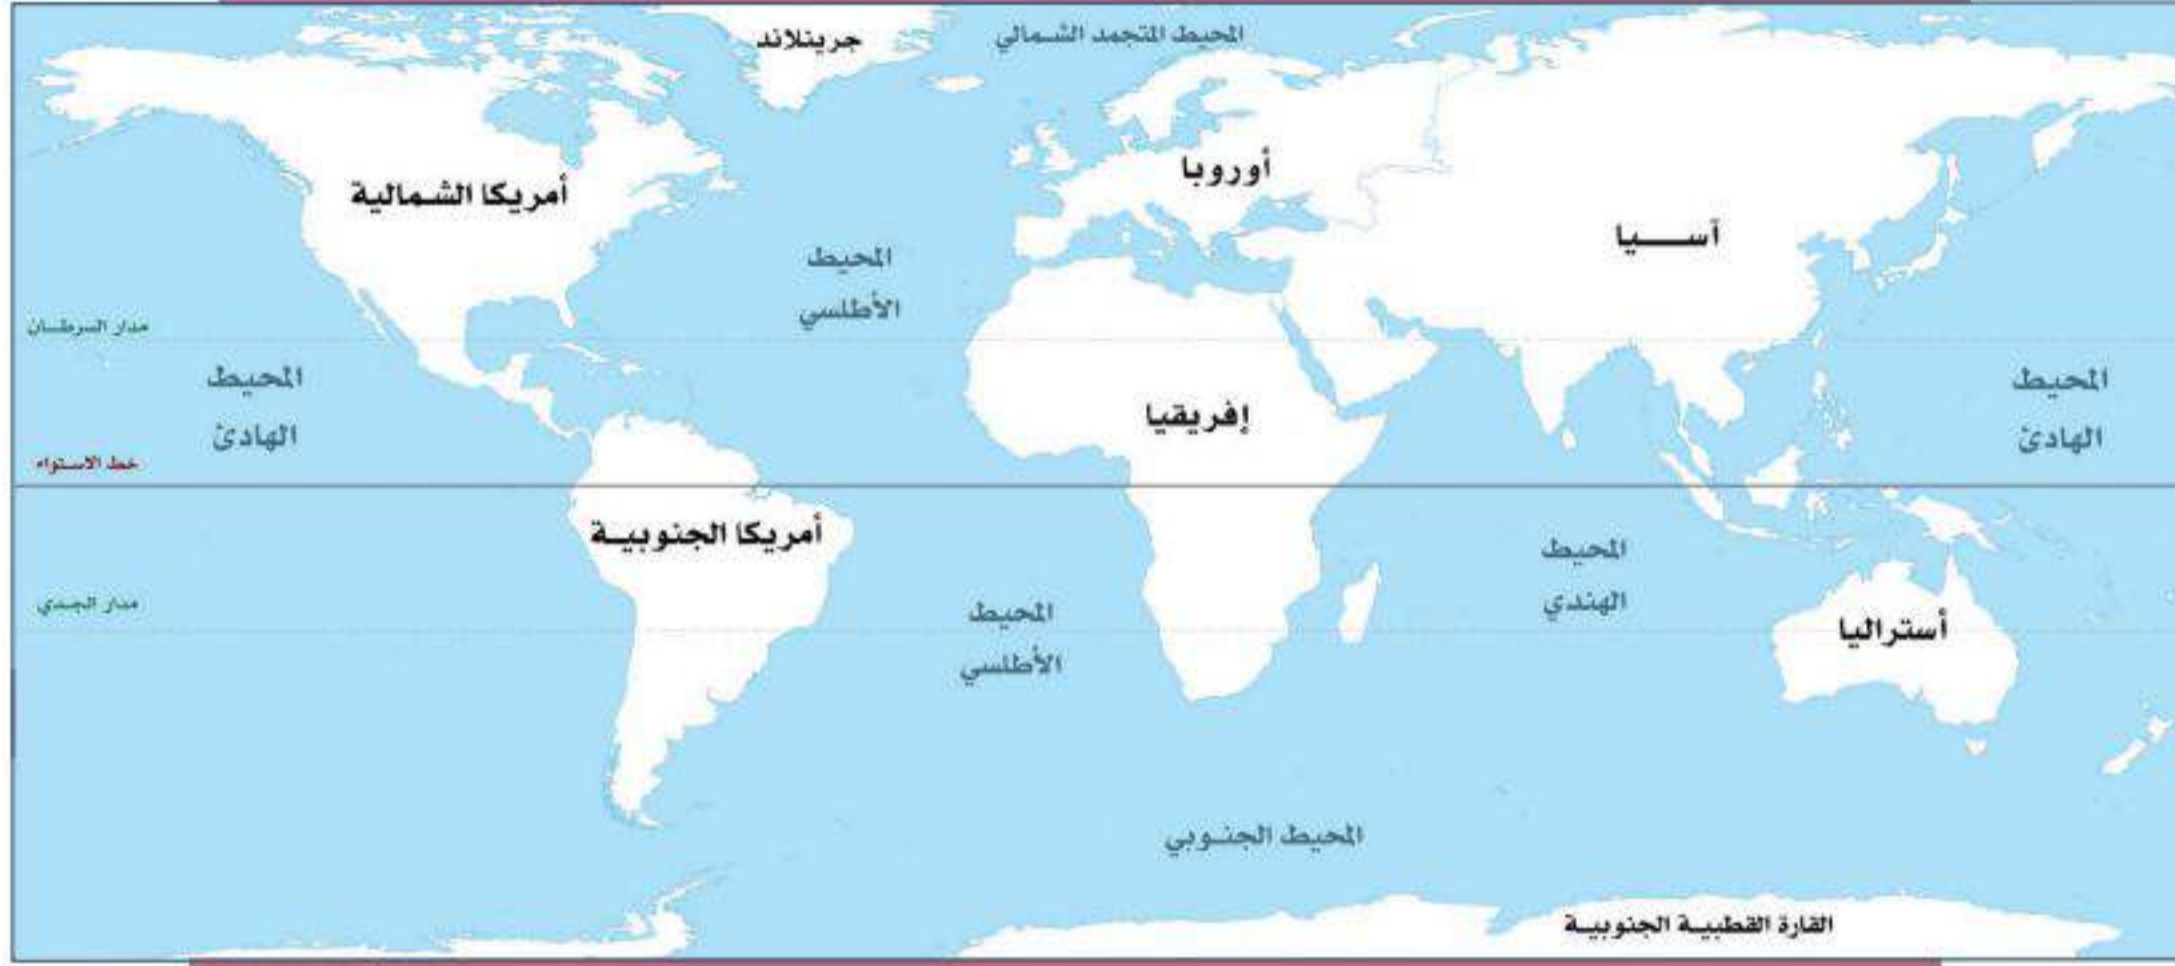 جرينلاند
المحيط المتجمد الشمالي
أمريكا الشمالية
أوروبا
آسيا
المحيط
الأطلسي
مدار السرطان
المحيط
الهادئ
إفريقيا
المحيط
الهادئ
خط الاستواء
أمريكا الجنوبية
المحيط
الهندي
مدار الجدي
المحيط
الأطلسي
أستراليا
المحيط الجنوبي
القارة القطبية الجنوبية